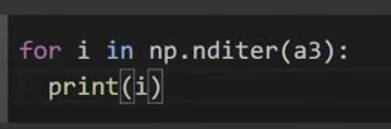 for i in np.nditer(a3):
  print(i)